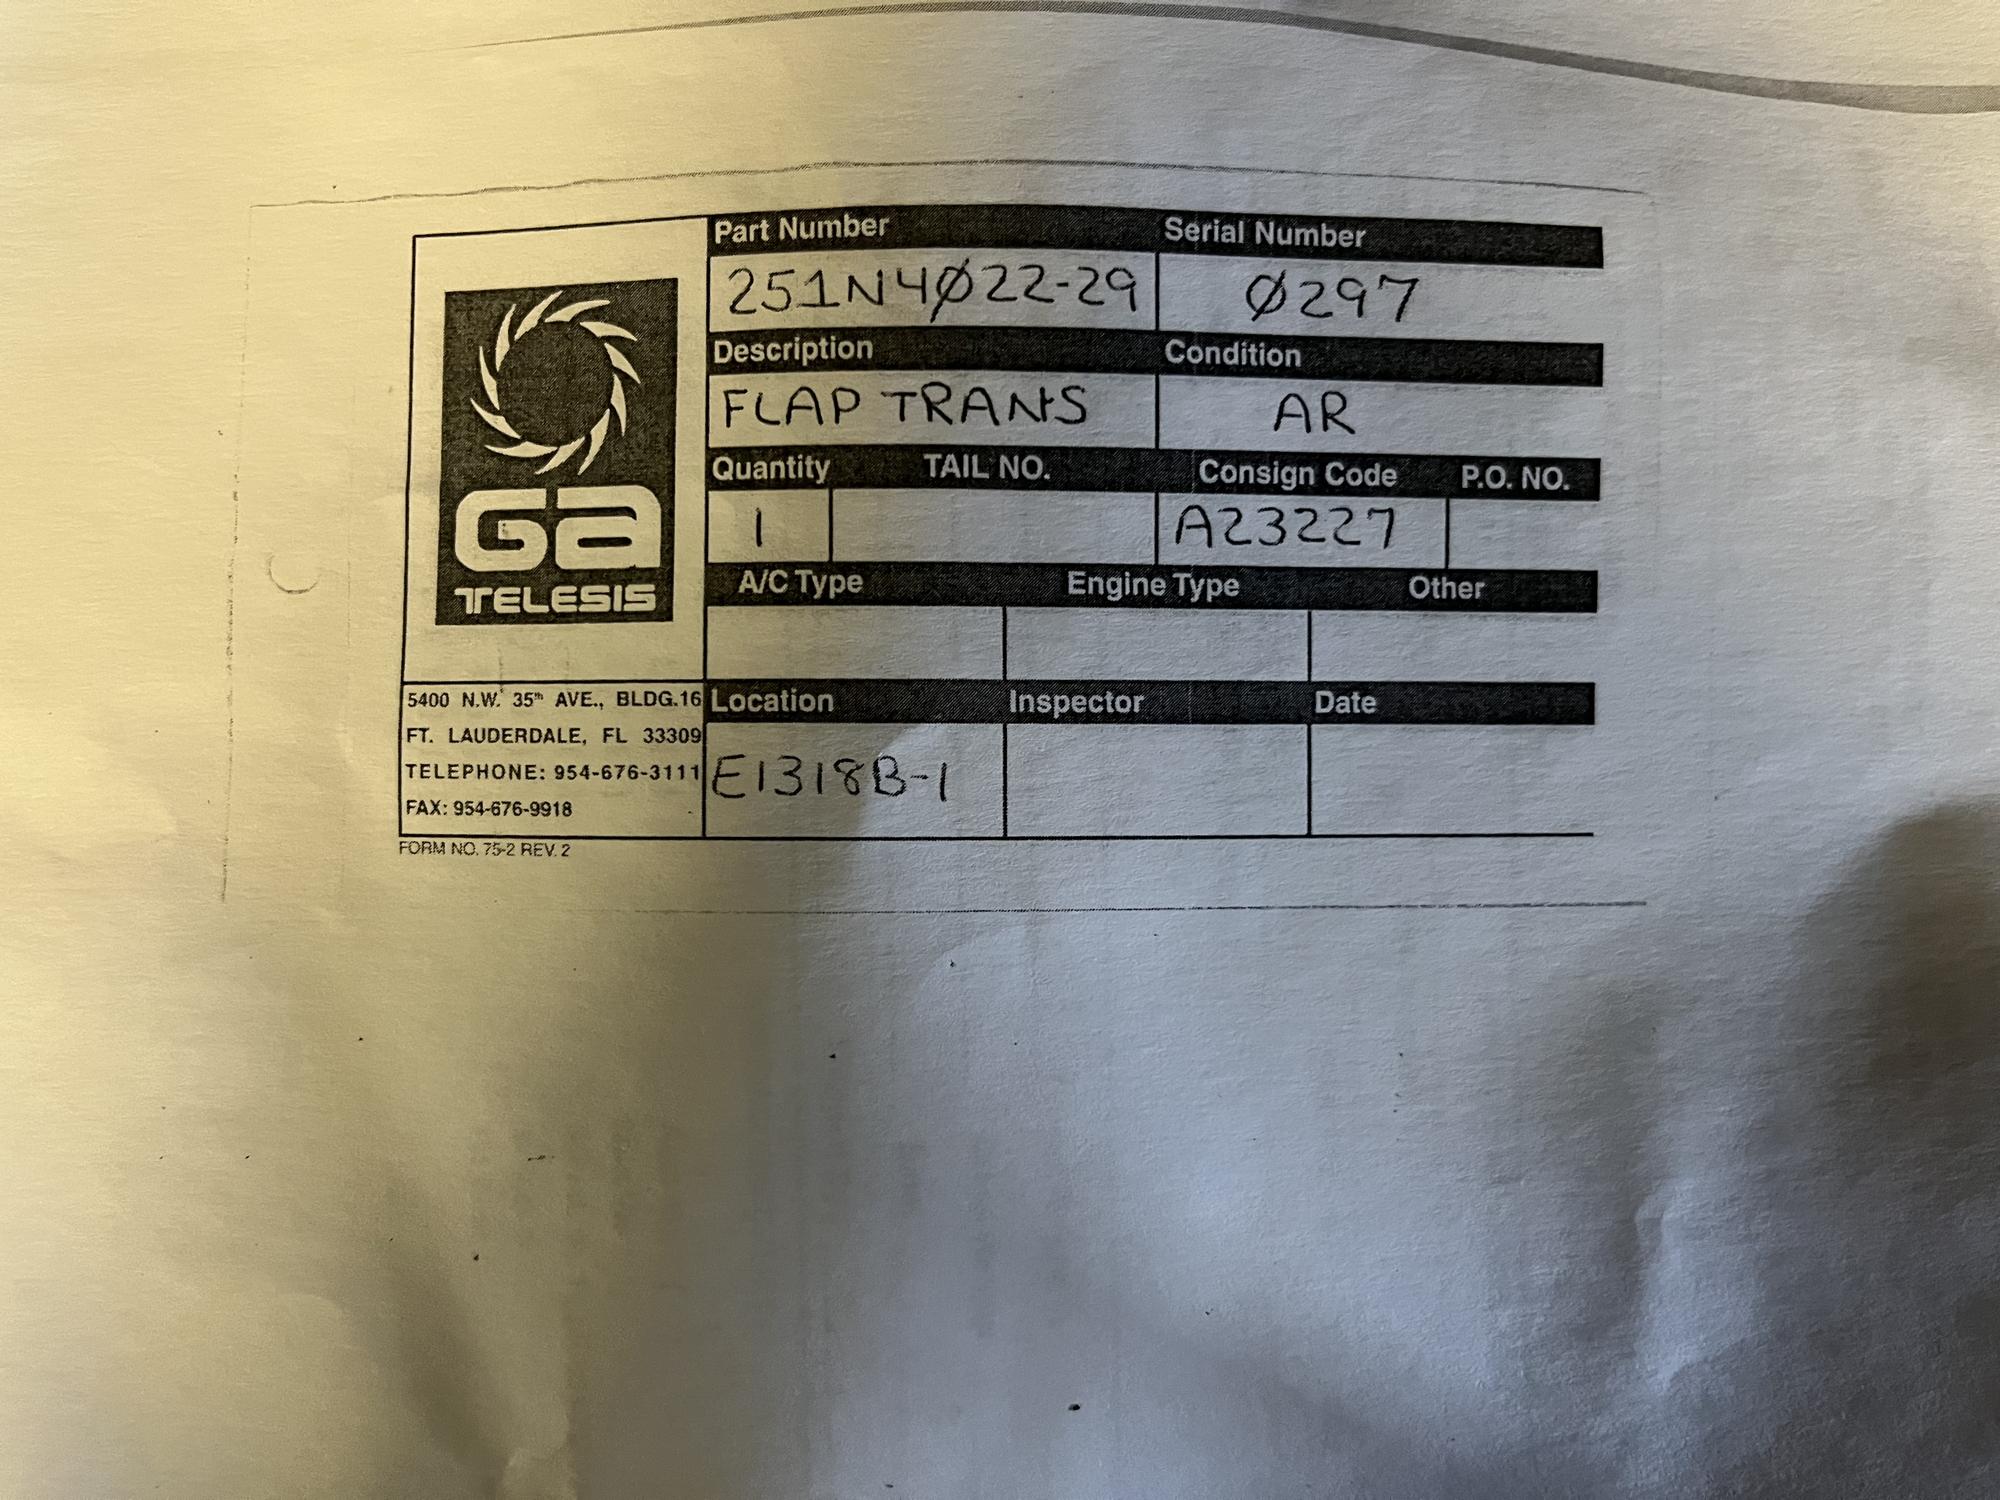 Part Number Serial Number
251N4Ø22-29 Ø297
Description Condition
FLAP TRANS AR
Quantity TAIL NO. Consign Code P.O. NO.
1 A23227
A/C Type Engine Type Other
Location Inspector Date
E1318B-1
Ga
TELESIS
5400 N.W. 35th AVE., BLDG.16
FT. LAUDERDALE, FL 33309
TELEPHONE: 954-676-3111
FAX: 954-676-9918
FORM NO. 75-2 REV. 2